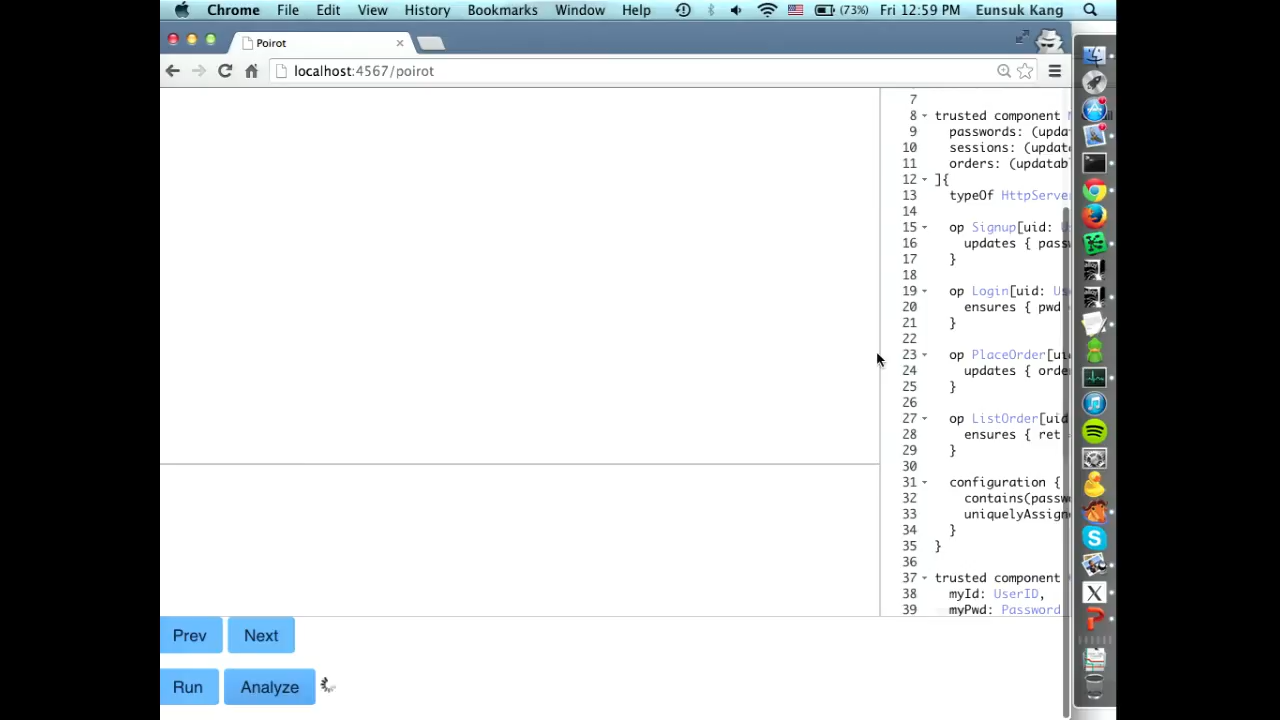 Chrome File Edit View History Bookmarks Window Help (73%) Fri 12:59 PM Eunsuk Kang
Poirot
localhost:4567/poirot
7
8 trusted component
9 passwords: (upda
10 sessions: (updat
11 orders: (updatab
12 ]{
13 typeOf HttpServe
14
15 op Signup[uid:
16 updates { pass
17 }
18
19 op Login[uid: Us
20 ensures { pwd
21 }
22
23 op PlaceOrder[ui
24 updates { orde
25 }
26
27 op ListOrder[uid
28 ensures { ret
29 }
30
31 configuration {
32 contains(passw
33 uniquelyAssign
34 }
35 }
36
37 trusted component
38 myId: UserID,
39 myPwd: Password
Prev Next
Run Analyze